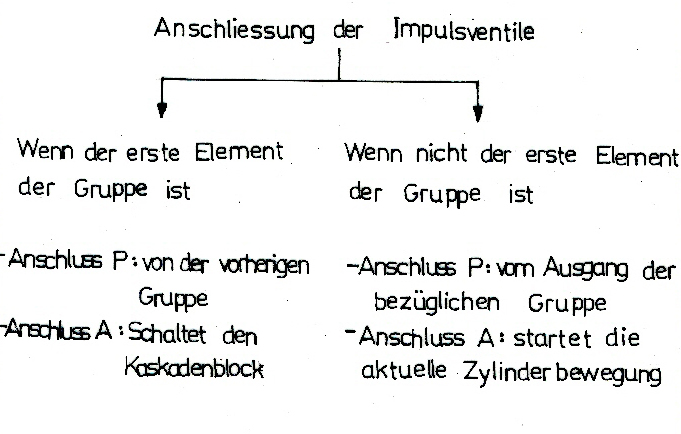 Anschliessung der Impulsventile
Wenn der erste Element
der Gruppe ist
-Anschluss P: von der vorherigen
Gruppe
-Anschluss A: Schaltet den
Kaskadenblock
Wenn nicht der erste Element
der Gruppe ist
-Anschluss P: vom Ausgang der
bezüglichen Gruppe
-Anschluss A: startet die
aktuelle Zylinderbewegung